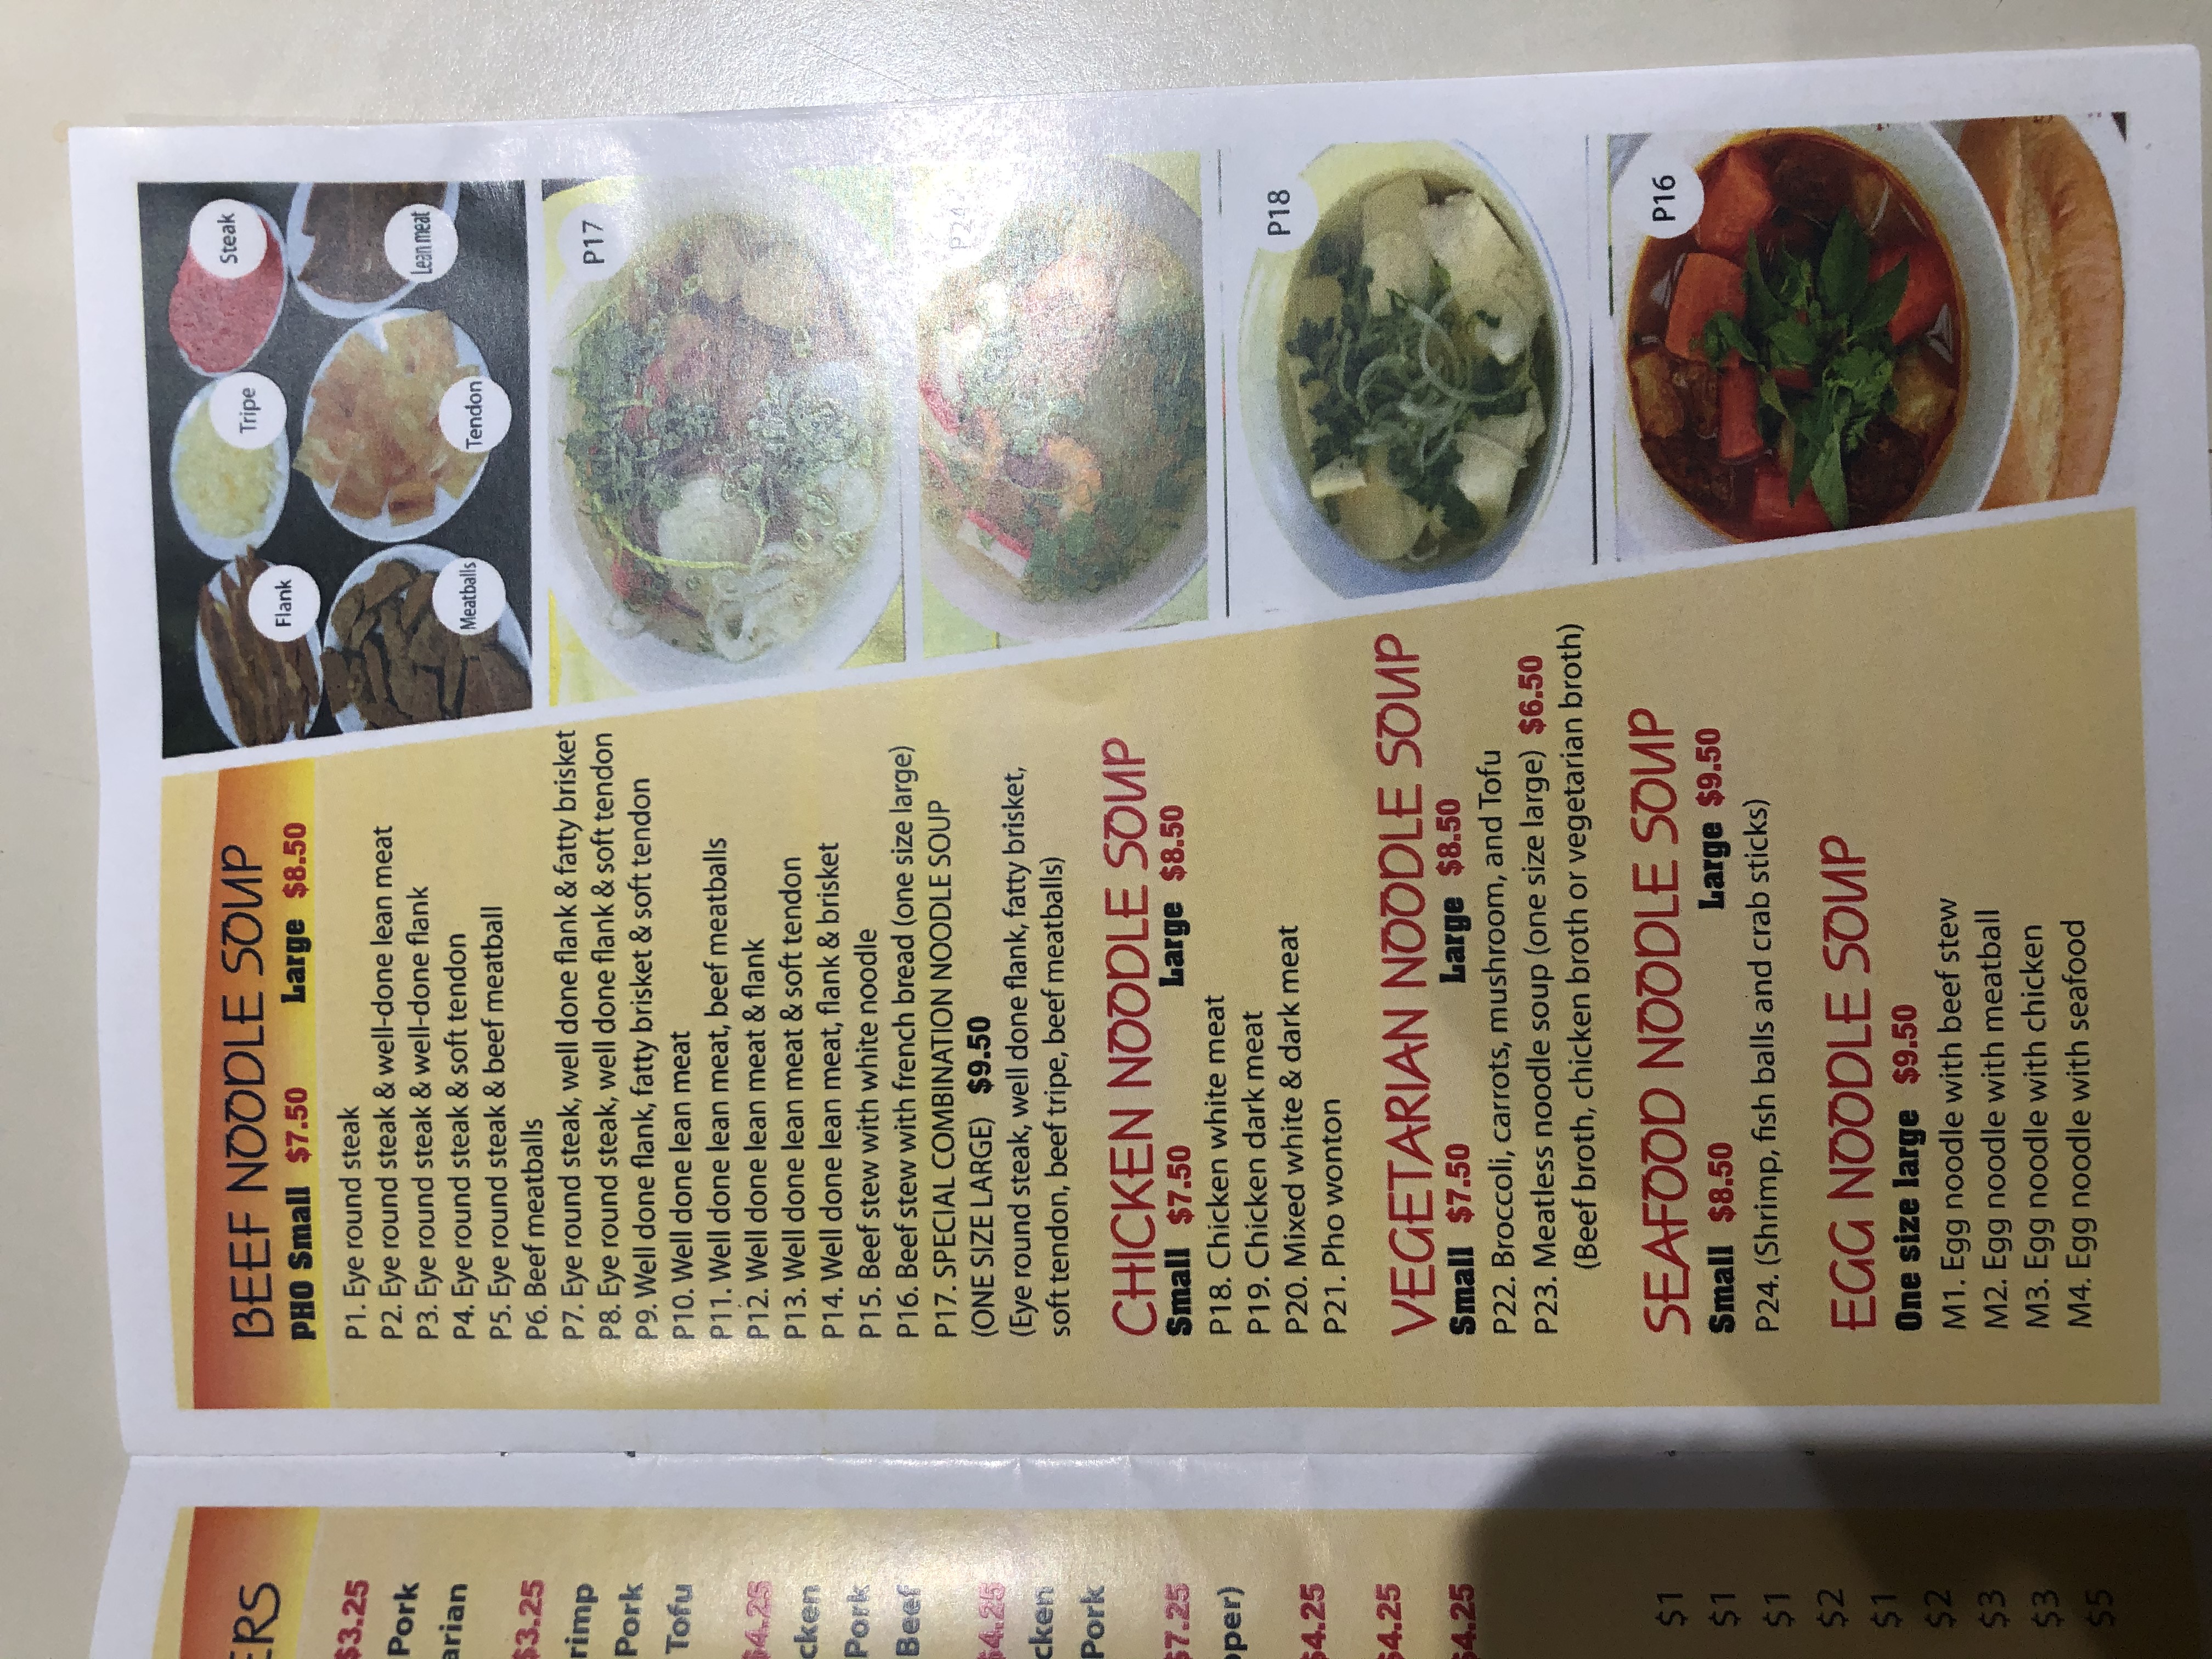 ERS
$3.25
Pork
arian
$3.25
rimp
Pork
Tofu
$4.25
cken
Pork
Beef
$4.25
cken
Pork
$7.25
pper)
$4.25
$4.25
$4.25
$1
$1
$1
$2
$1
$2
$3
$3
$5
BEEF NOODLE SOUP
PHO Small $7.50 Large $8.50
P1. Eye round steak
P2. Eye round steak & well-done lean meat
P3. Eye round steak & well-done flank
P4. Eye round steak & soft tendon
P5. Eye round steak & beef meatball
P6. Beef meatballs
P7. Eye round steak, well done flank & fatty brisket
P8. Eye round steak, well done flank & soft tendon
P9. Well done flank, fatty brisket & soft tendon
P10. Well done lean meat
P11. Well done lean meat, beef meatballs
P12. Well done lean meat & flank
P13. Well done lean meat & soft tendon
P14. Well done lean meat, flank & brisket
P15. Beef stew with white noodle
P16. Beef stew with french bread (one size large)
P17. SPECIAL COMBINATION NOODLE SOUP
(ONE SIZE LARGE) $9.50
(Eye round steak, well done flank, fatty brisket,
soft tendon, beef tripe, beef meatballs)
CHICKEN NOODLE SOUP
Small $7.50 Large $8.50
P18. Chicken white meat
P19. Chicken dark meat
P20. Mixed white & dark meat
P21. Pho wonton
VEGETARIAN NOODLE SOUP
Small $7.50 Large $8.50
P22. Broccoli, carrots, mushroom, and Tofu
P23. Meatless noodle soup (one size large) $6.50
(Beef broth, chicken broth or vegetarian broth)
SEAFOOD NOODLE SOUP
Small $8.50 Large $9.50
P24. (Shrimp, fish balls and crab sticks)
EGG NOODLE SOUP
One size large $9.50
M1. Egg noodle with beef stew
M2. Egg noodle with meatball
M3. Egg noodle with chicken
M4. Egg noodle with seafood
Flank
Tripe
Steak
Meatballs
Tendon
Lean meat
P17
P24
P18
P16